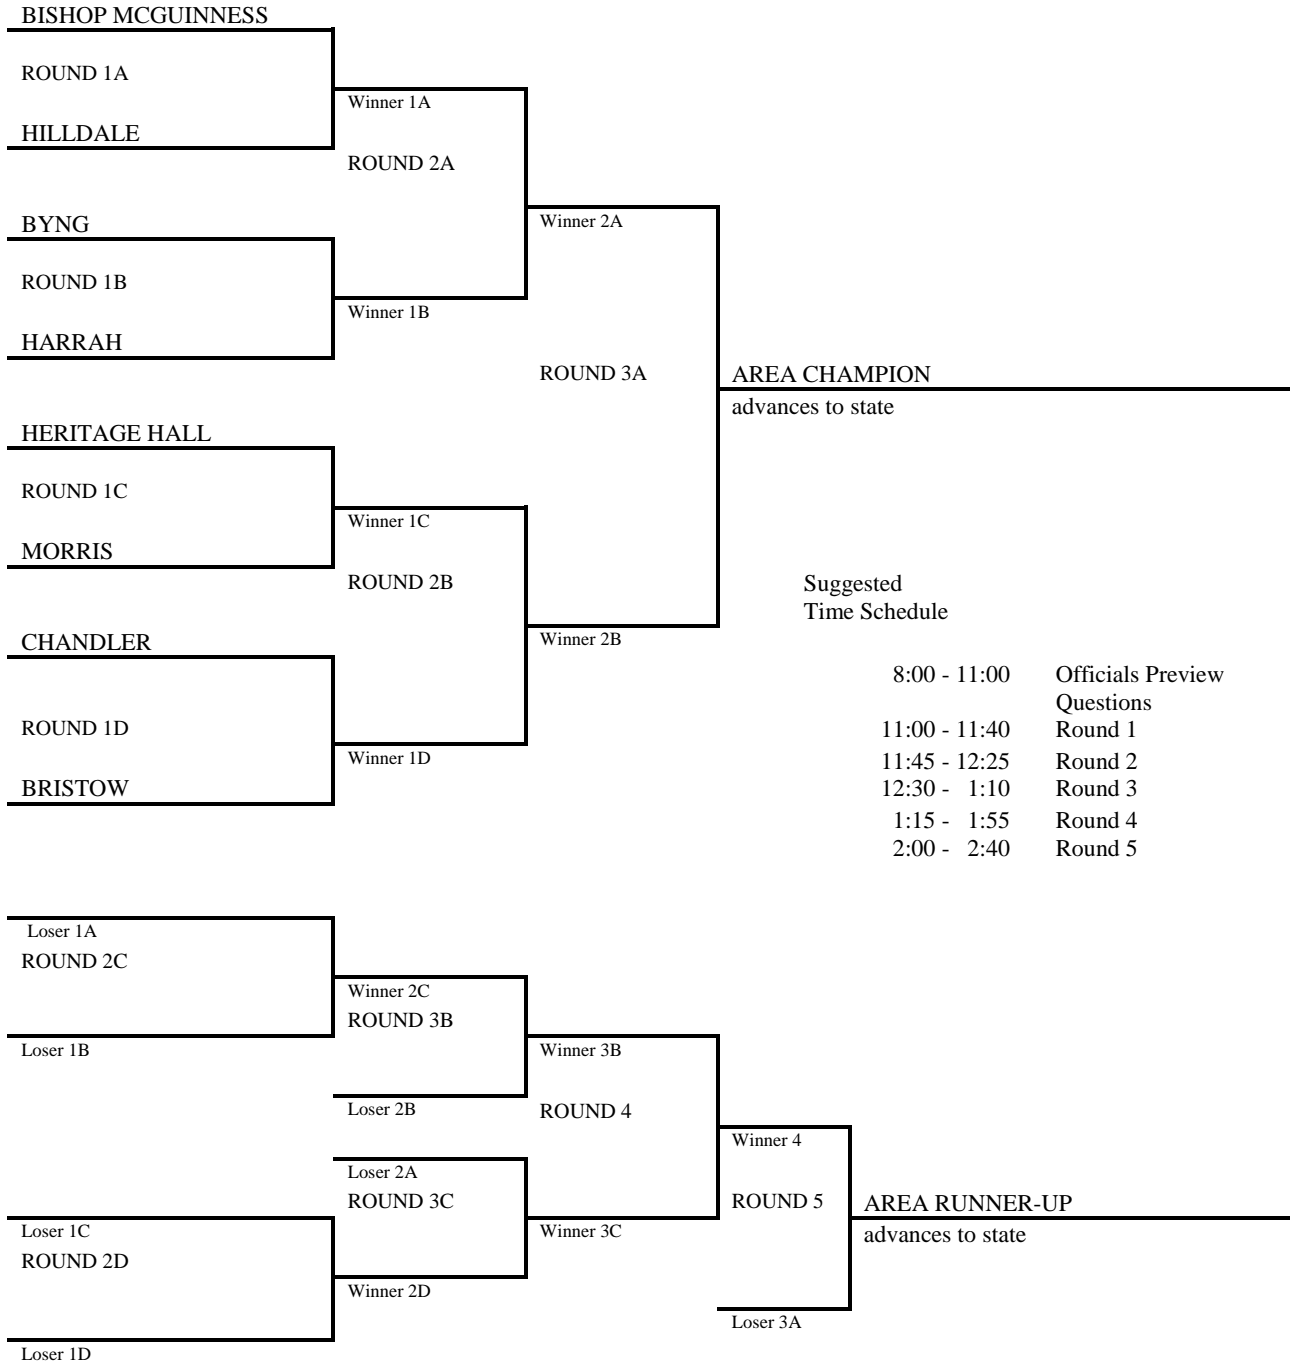 BISHOP MCGUINNESS
ROUND 1A
Winner 1A
HILLDALE
ROUND 2A
BYNG
Winner 2A
ROUND 1B
Winner 1B
HARRAH
ROUND 3A
AREA CHAMPION
advances to state
HERITAGE HALL
ROUND 1C
Winner 1C
MORRIS
ROUND 2B
Suggested
Time Schedule
CHANDLER
Winner 2B
8:00 - 11:00 Officials Preview
Questions
ROUND 1D
11:00 - 11:40 Round 1
Winner 1D
11:45 - 12:25 Round 2
BRISTOW
12:30 - 1:10 Round 3
1:15 - 1:55 Round 4
2:00 - 2:40 Round 5
Loser 1A
ROUND 2C
Winner 2C
ROUND 3B
Loser 1B
Winner 3B
Loser 2B
ROUND 4
Winner 4
Loser 2A
ROUND 3C
ROUND 5
AREA RUNNER-UP
Loser 1C
Winner 3C
advances to state
ROUND 2D
Winner 2D
Loser 3A
Loser 1D